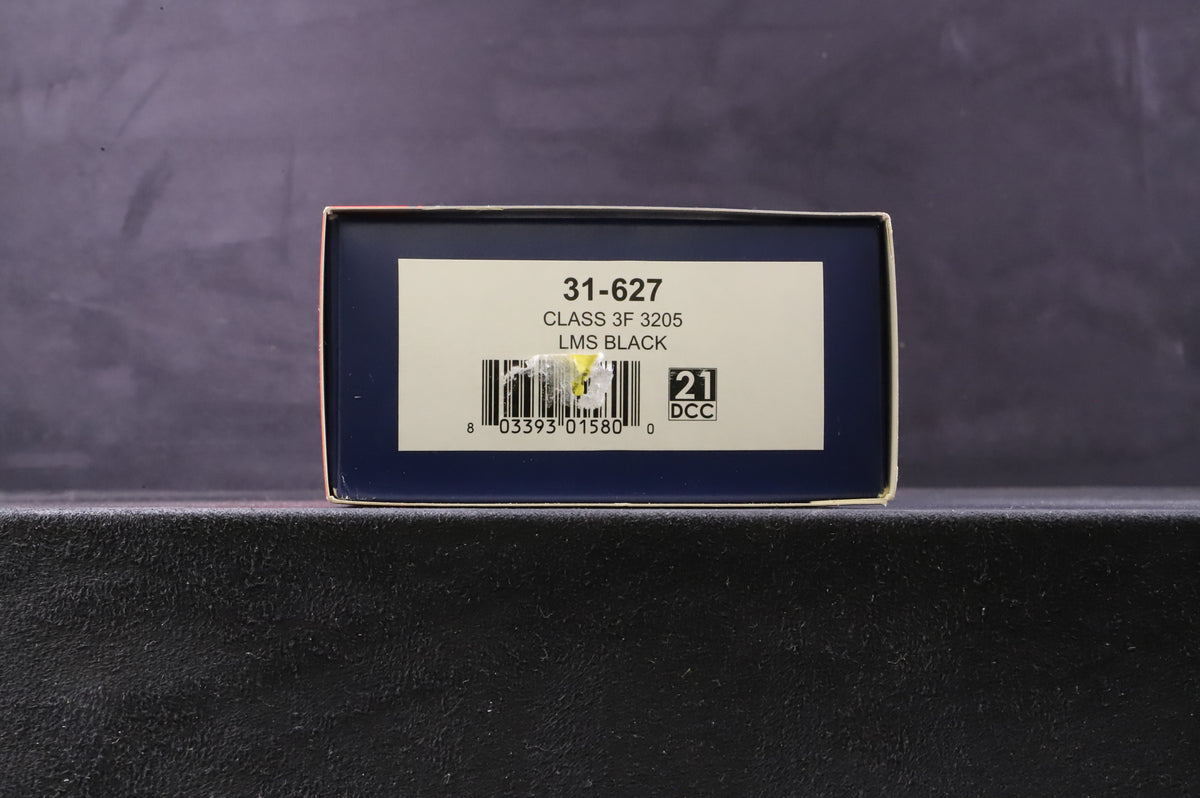 31-627
CLASS 3F 3205
LMS BLACK
21
DCC
8 03393 01580 0